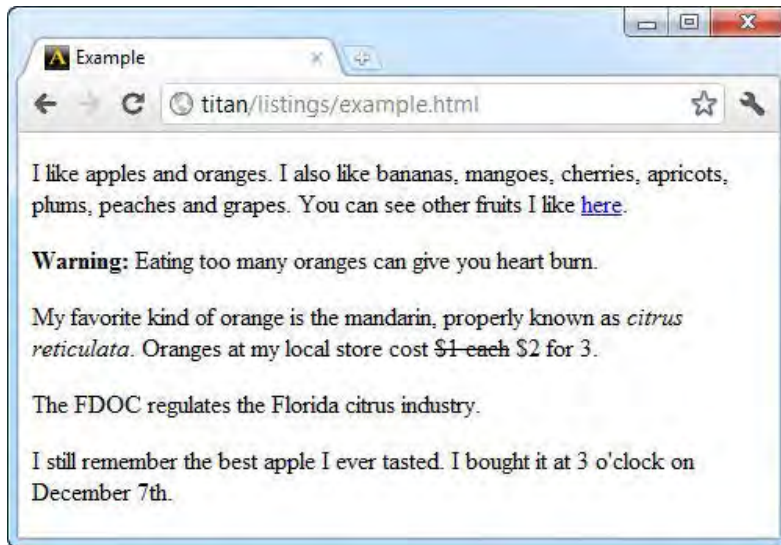 Example
titan/listings/example.html
I like apples and oranges. I also like bananas, mangoes, cherries, apricots,
plums, peaches and grapes. You can see other fruits I like here.
Warning: Eating too many oranges can give you heart burn.
My favorite kind of orange is the mandarin, properly known as citrus
reticulata. Oranges at my local store cost $1 each $2 for 3.
The FDOC regulates the Florida citrus industry.
I still remember the best apple I ever tasted. I bought it at 3 o'clock on
December 7th.